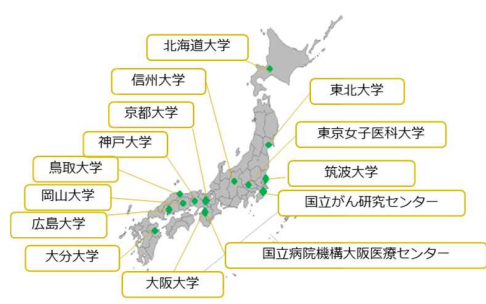 北海道大学
信州大学
東北大学
京都大学
東京女子医科大学
神戸大学
鳥取大学
筑波大学
岡山大学
国立がん研究センター
広島大学
大分大学
国立病院機構大阪医療センター
大阪大学